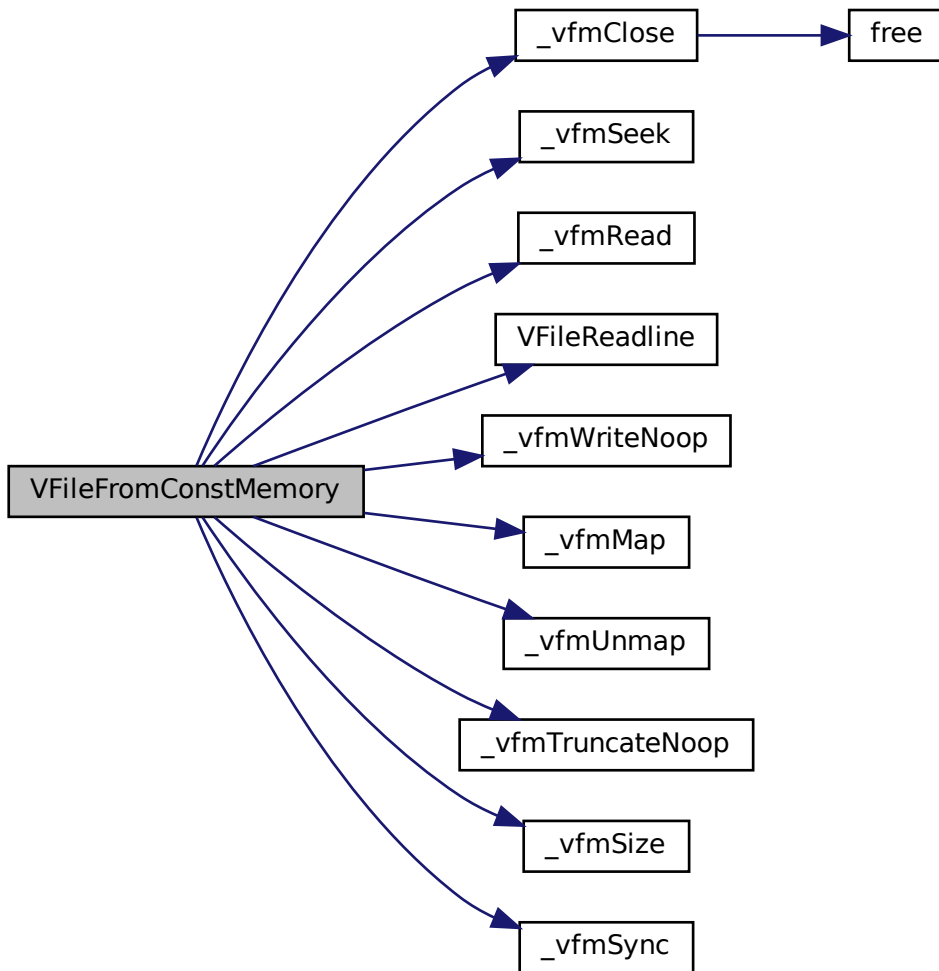 _vfmClose
free
_vfmSeek
_vfmRead
VFileReadline
_vfmWriteNoop
VFileFromConstMemory
_vfmMap
_vfmUnmap
_vfmTruncateNoop
_vfmSize
_vfmSync